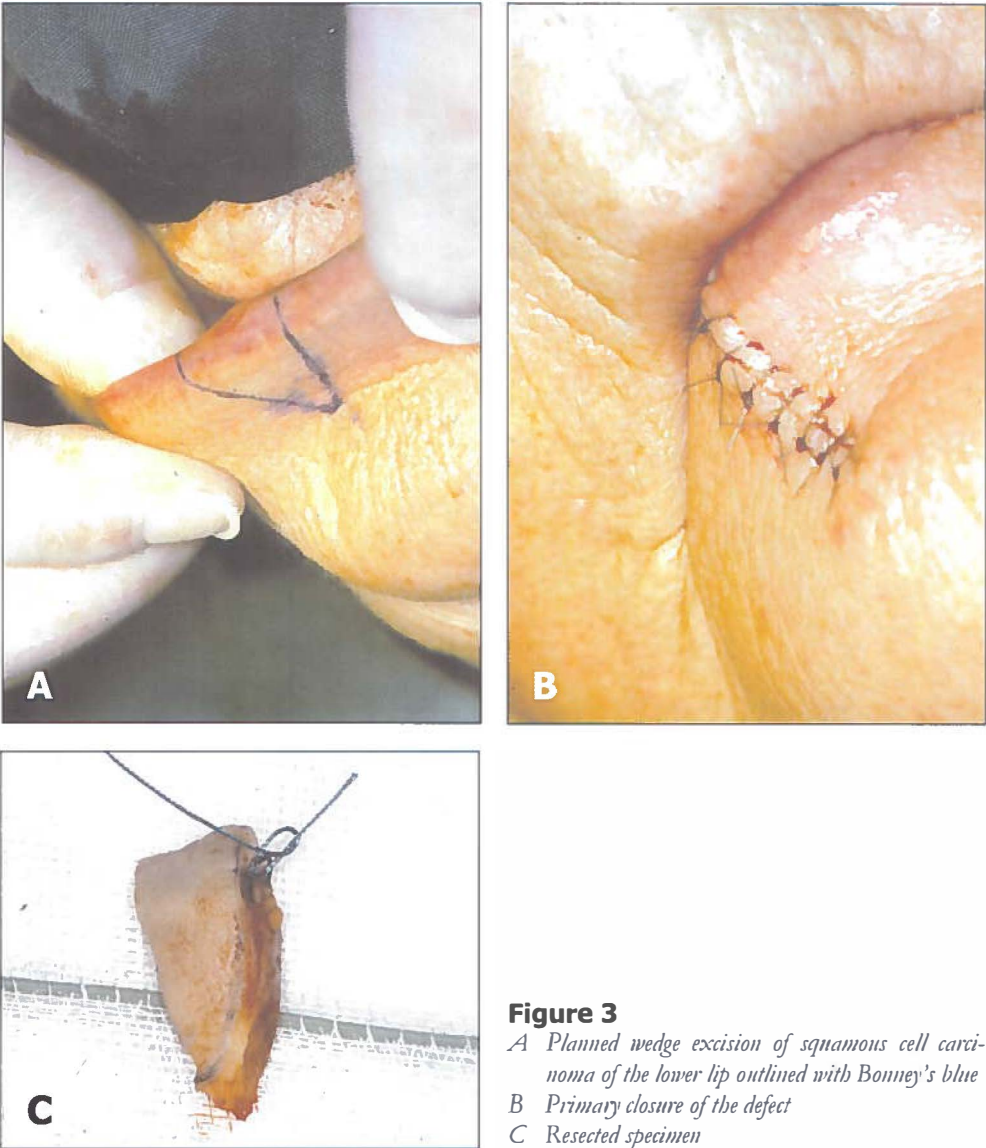 A
B
C
Figure 3
A Planned wedge excision of squamous cell carci-
noma of the lower lip outlined with Bonney's blue
B Primary closure of the defect
C Resected specimen